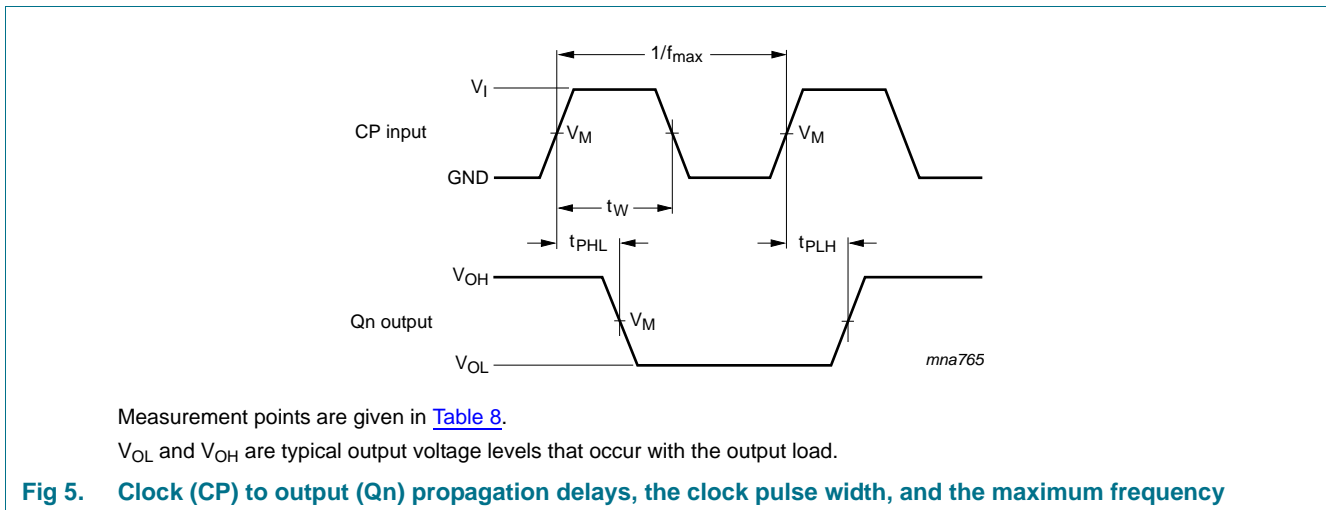 1/fmax
VI
CP input
VM
VM
GND
tW
tPHL
tPLH
VOH
Qn output
VM
VOL
mna765
Measurement points are given in Table 8.
VOL and VOH are typical output voltage levels that occur with the output load.
Fig 5. Clock (CP) to output (Qn) propagation delays, the clock pulse width, and the maximum frequency